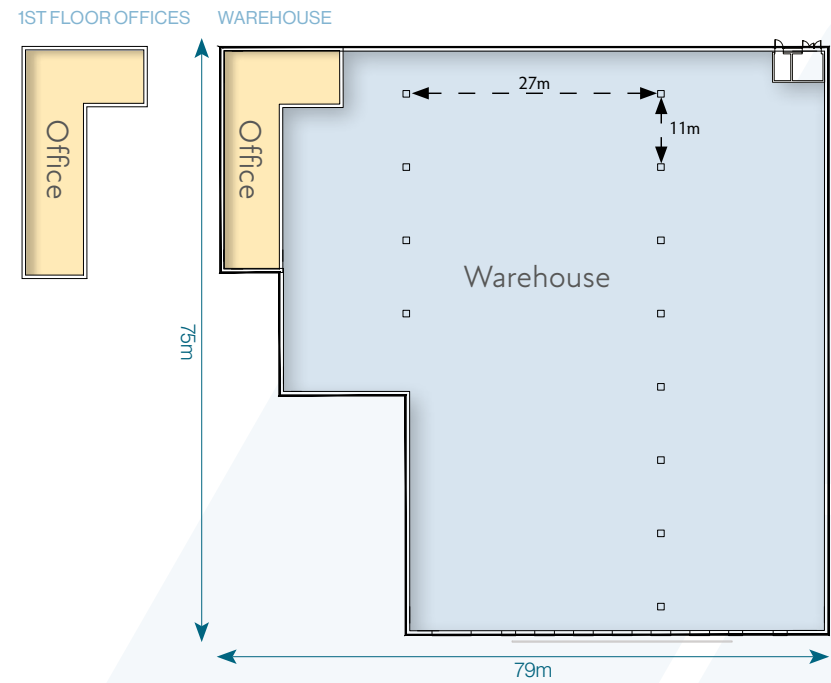 1ST FLOOR OFFICES
WAREHOUSE
27m
11m
Office
Office
Warehouse
75m
79m